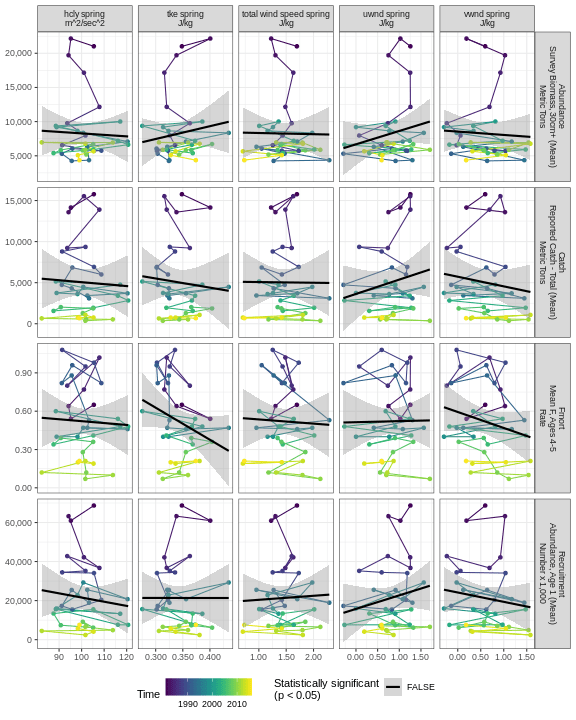 hcly spring
m^2/sec^2
tke spring
J/kg
total wind speed spring
J/kg
uwnd spring
J/kg
vwnd spring
J/kg
20,000
15,000
10,000
5,000
Abundance
Survey Biomass, 30cm+ (Mean)
Metric Tons
15,000
10,000
5,000
0
Catch
Reported Catch - Total (Mean)
Metric Tons
0.90
0.60
0.30
0.00
Fmort
Mean F, Ages 4-5
Rate
60,000
40,000
20,000
0
Recruitment
Abundance, Age 1 (Mean)
Number x 1,000
90 100 110 120
0.300 0.350 0.400
1.00 1.50 2.00
0.00 0.50 1.00 1.50
0.00 0.50 1.00 1.50
Time
1990 2000 2010
Statistically significant
(p < 0.05)
FALSE